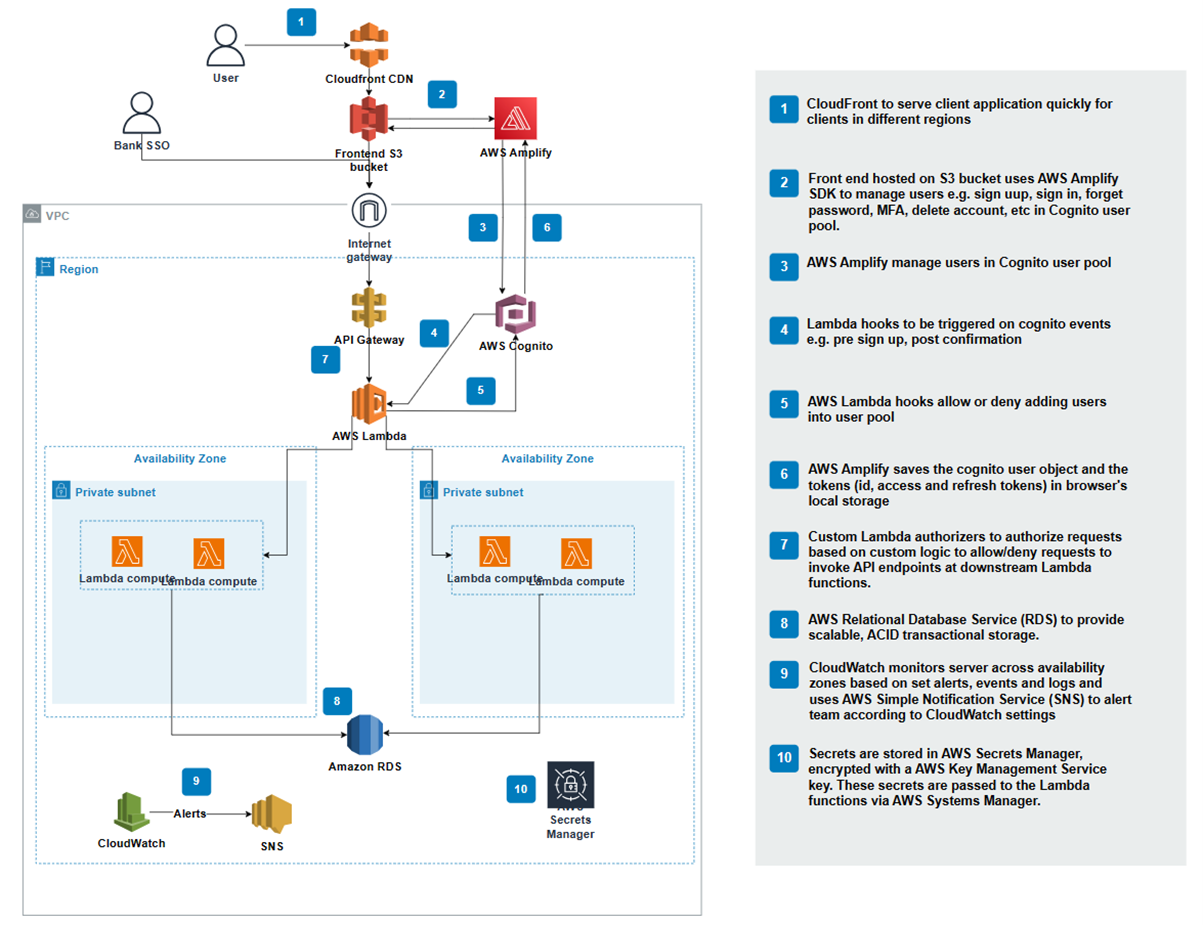 1
User
Cloudfront CDN
2
Bank SSO
Frontend S3
bucket
AWS Amplify
VPC
Internet
gateway
3
6
Region
API Gateway
4
AWS Cognito
7
5
AWS Lambda
Availability Zone
Private subnet
Lambda compute
Lambda compute
Availability Zone
Private subnet
Lambda compute
Lambda compute
8
Amazon RDS
9
Alerts
CloudWatch
SNS
10
AWS
Secrets
Manager
1
CloudFront to serve client application quickly for
clients in different regions
2
Front end hosted on S3 bucket uses AWS Amplify
SDK to manage users e.g. sign uup, sign in, forget
password, MFA, delete account, etc in Cognito user
pool.
3
AWS Amplify manage users in Cognito user pool
4
Lambda hooks to be triggered on cognito events
e.g. pre sign up, post confirmation
5
AWS Lambda hooks allow or deny adding users
into user pool
6
AWS Amplify saves the cognito user object and the
tokens (id, access and refresh tokens) in browser's
local storage
7
Custom Lambda authorizers to authorize requests
based on custom logic to allow/deny requests to
invoke API endpoints at downstream Lambda
functions.
8
AWS Relational Database Service (RDS) to provide
scalable, ACID transactional storage.
9
CloudWatch monitors server across availability
zones based on set alerts, events and logs and
uses AWS Simple Notification Service (SNS) to alert
team according to CloudWatch settings
10
Secrets are stored in AWS Secrets Manager,
encrypted with a AWS Key Management Service
key. These secrets are passed to the Lambda
functions via AWS Systems Manager.